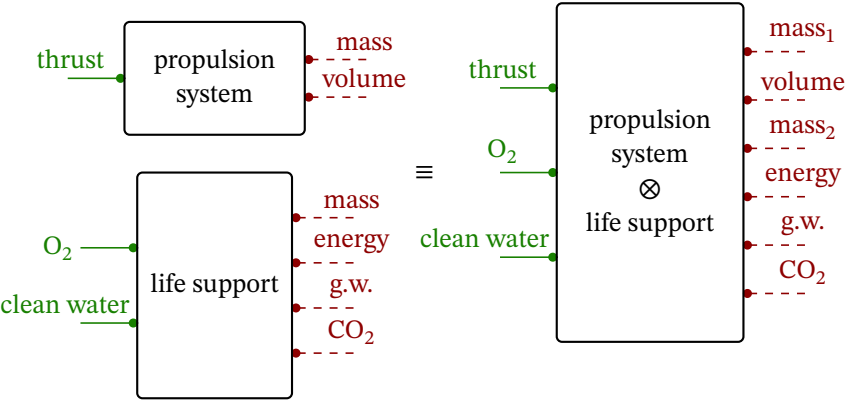 thrust
propulsion
system
mass
volume
O₂
clean water
life support
mass
energy
g.w.
CO₂
≡
thrust
O₂
clean water
propulsion
system
⊗
life support
mass₁
volume
mass₂
energy
g.w.
CO₂